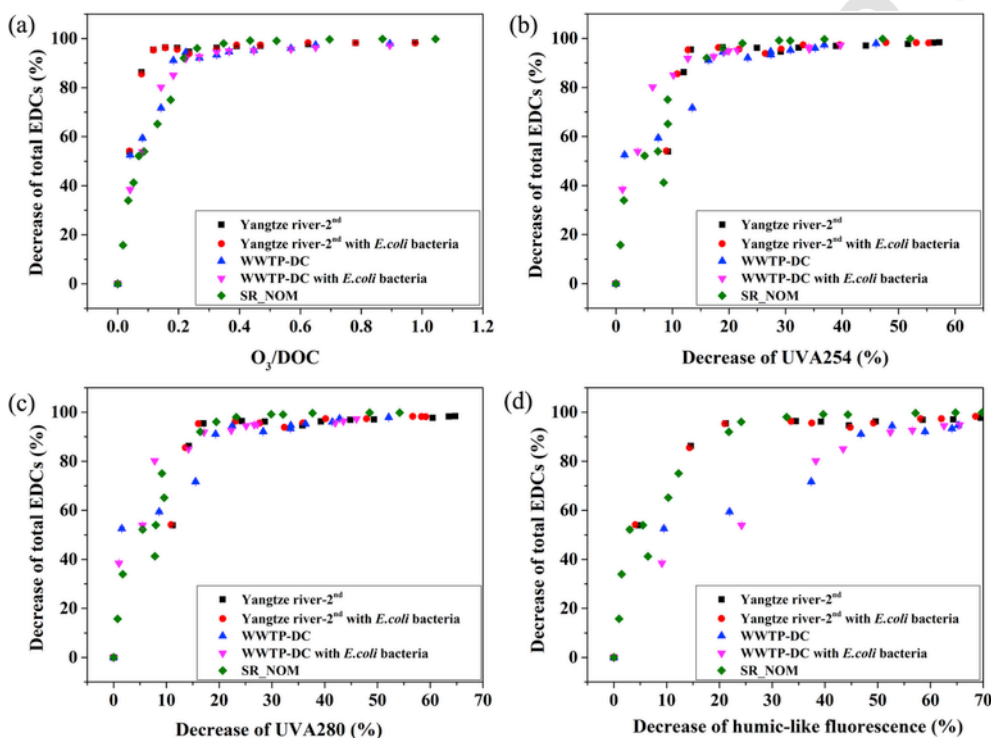 (a)
Decrease of total EDCs (%)
100
80
60
40
20
0
Yangtze river-2nd
Yangtze river-2nd with E.coli bacteria
WWTP-DC
WWTP-DC with E.coli bacteria
SR_NOM
0.0 0.2 0.4 0.6 0.8 1.0 1.2
O3/DOC
(b)
Decrease of total EDCs (%)
100
80
60
40
20
0
Yangtze river-2nd
Yangtze river-2nd with E.coli bacteria
WWTP-DC
WWTP-DC with E.coli bacteria
SR_NOM
0 10 20 30 40 50 60
Decrease of UVA254 (%)
(c)
Decrease of total EDCs (%)
100
80
60
40
20
0
Yangtze river-2nd
Yangtze river-2nd with E.coli bacteria
WWTP-DC
WWTP-DC with E.coli bacteria
SR_NOM
0 10 20 30 40 50 60 70
Decrease of UVA280 (%)
(d)
Decrease of total EDCs (%)
100
80
60
40
20
0
Yangtze river-2nd
Yangtze river-2nd with E.coli bacteria
WWTP-DC
WWTP-DC with E.coli bacteria
SR_NOM
0 10 20 30 40 50 60 70
Decrease of humic-like fluorescence (%)